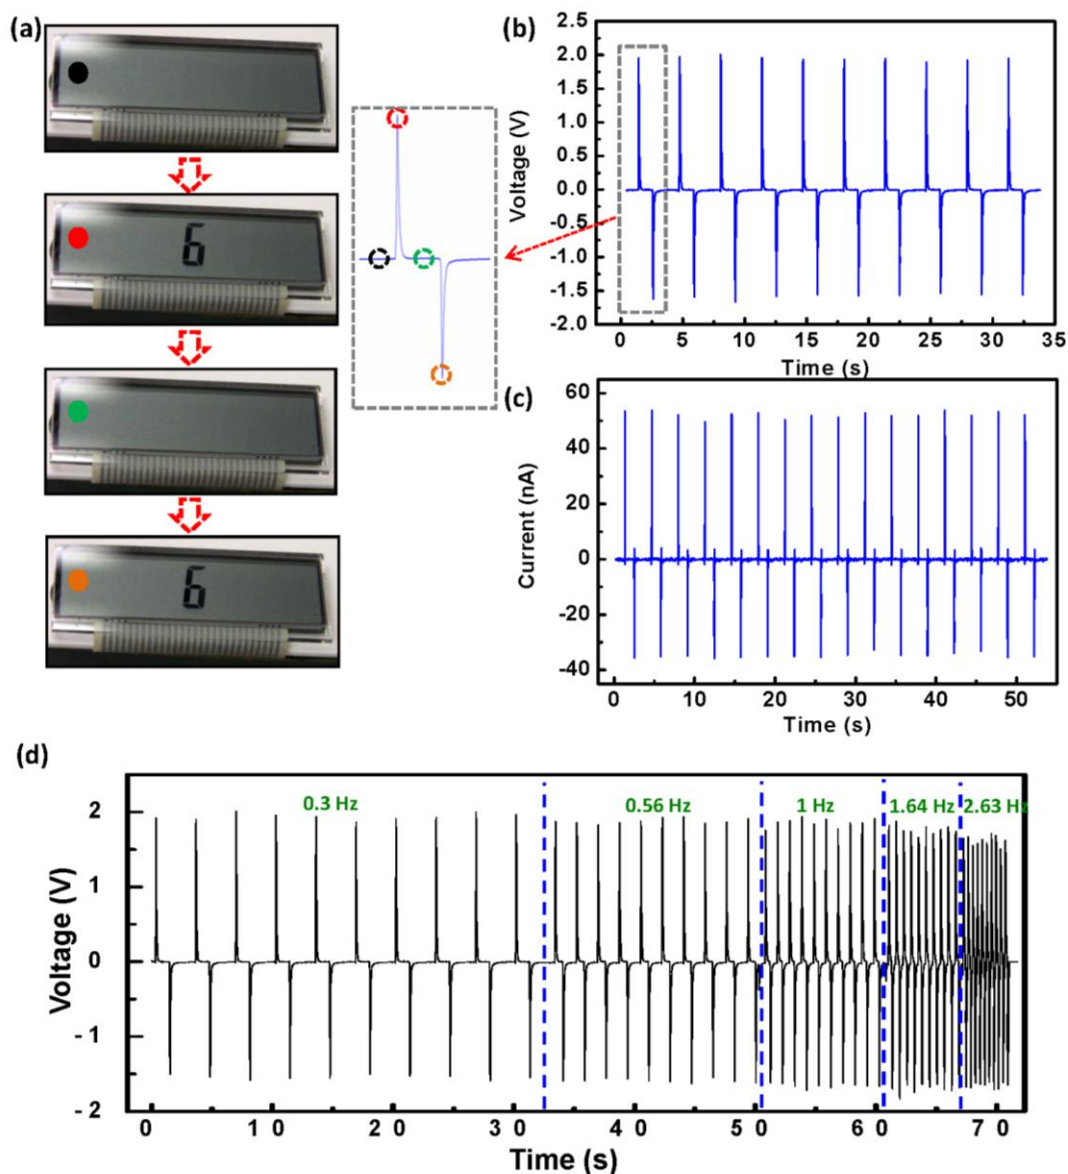 (a)
6
6
(b)
Voltage (V)
2.5
2.0
1.5
1.0
0.5
0.0
-0.5
-1.0
-1.5
-2.0
0 5 10 15 20 25 30 35
Time (s)
(c)
Current (nA)
60
40
20
0
-20
-40
0 10 20 30 40 50
Time (s)
(d)
0.3 Hz 0.56 Hz 1 Hz 1.64 Hz 2.63 Hz
Voltage (V)
2
1
0
- 1
- 2
0 1 0 2 0 3 0 4 0 5 0 6 0 7 0
Time (s)